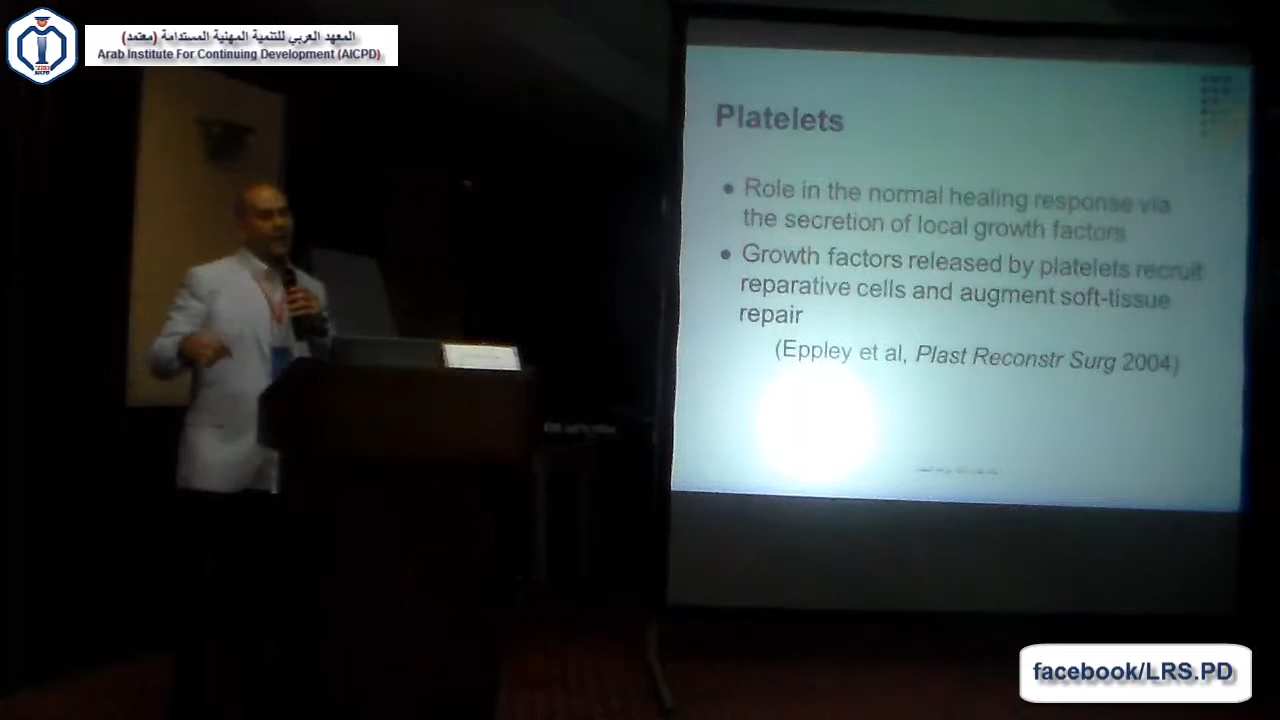 المعهد العربي للتنمية المهنية المستدامة (معتمد)
Arab Institute For Continuing Development (AICPD)
AICPD
Platelets
• Role in the normal healing response via
the secretion of local growth factors
• Growth factors released by platelets recruit
reparative cells and augment soft-tissue
repair
(Eppley et al, Plast Reconstr Surg 2004)
facebook/LRS.PD